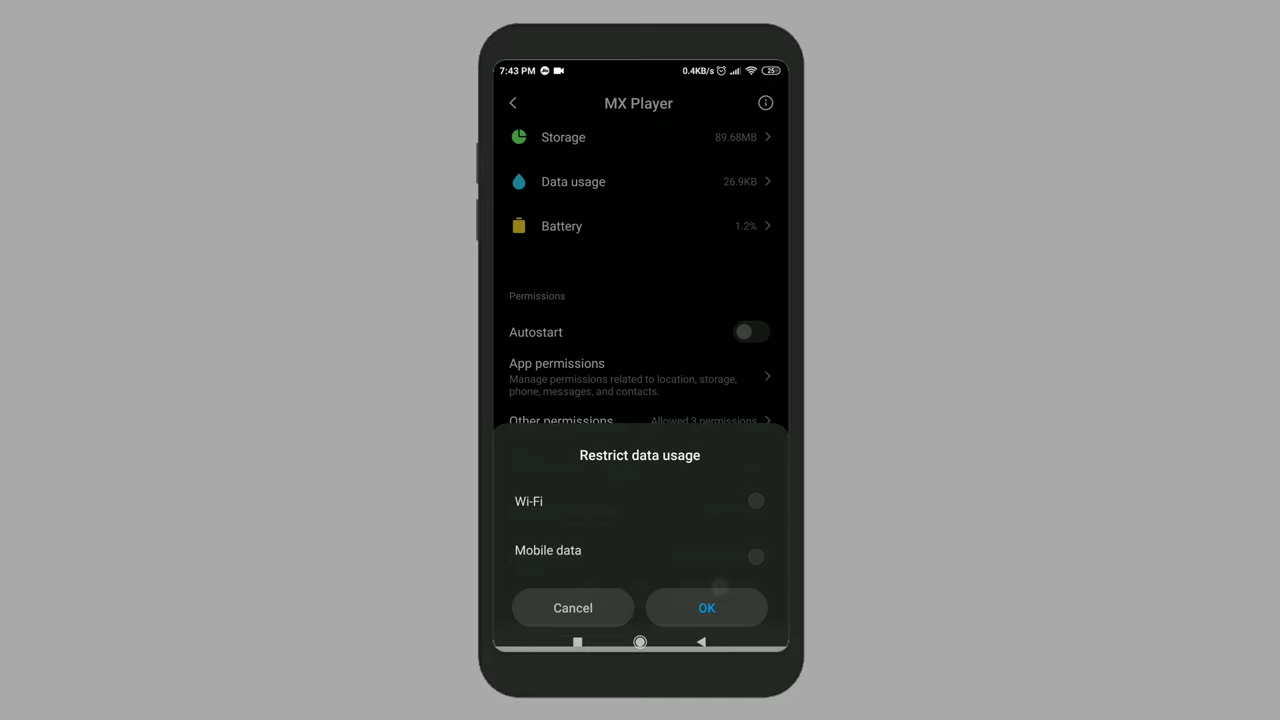 7:43 PM 0.4KB/s 25
MX Player
Storage 89.68MB
Data usage 26.9KB
Battery 1.2%
Permissions
Autostart
App permissions
Manage permissions related to location, storage,
phone, messages, and contacts.
Other permissions Allowed 3 permissions
Restrict data usage
Wi-Fi
Mobile data
Cancel OK